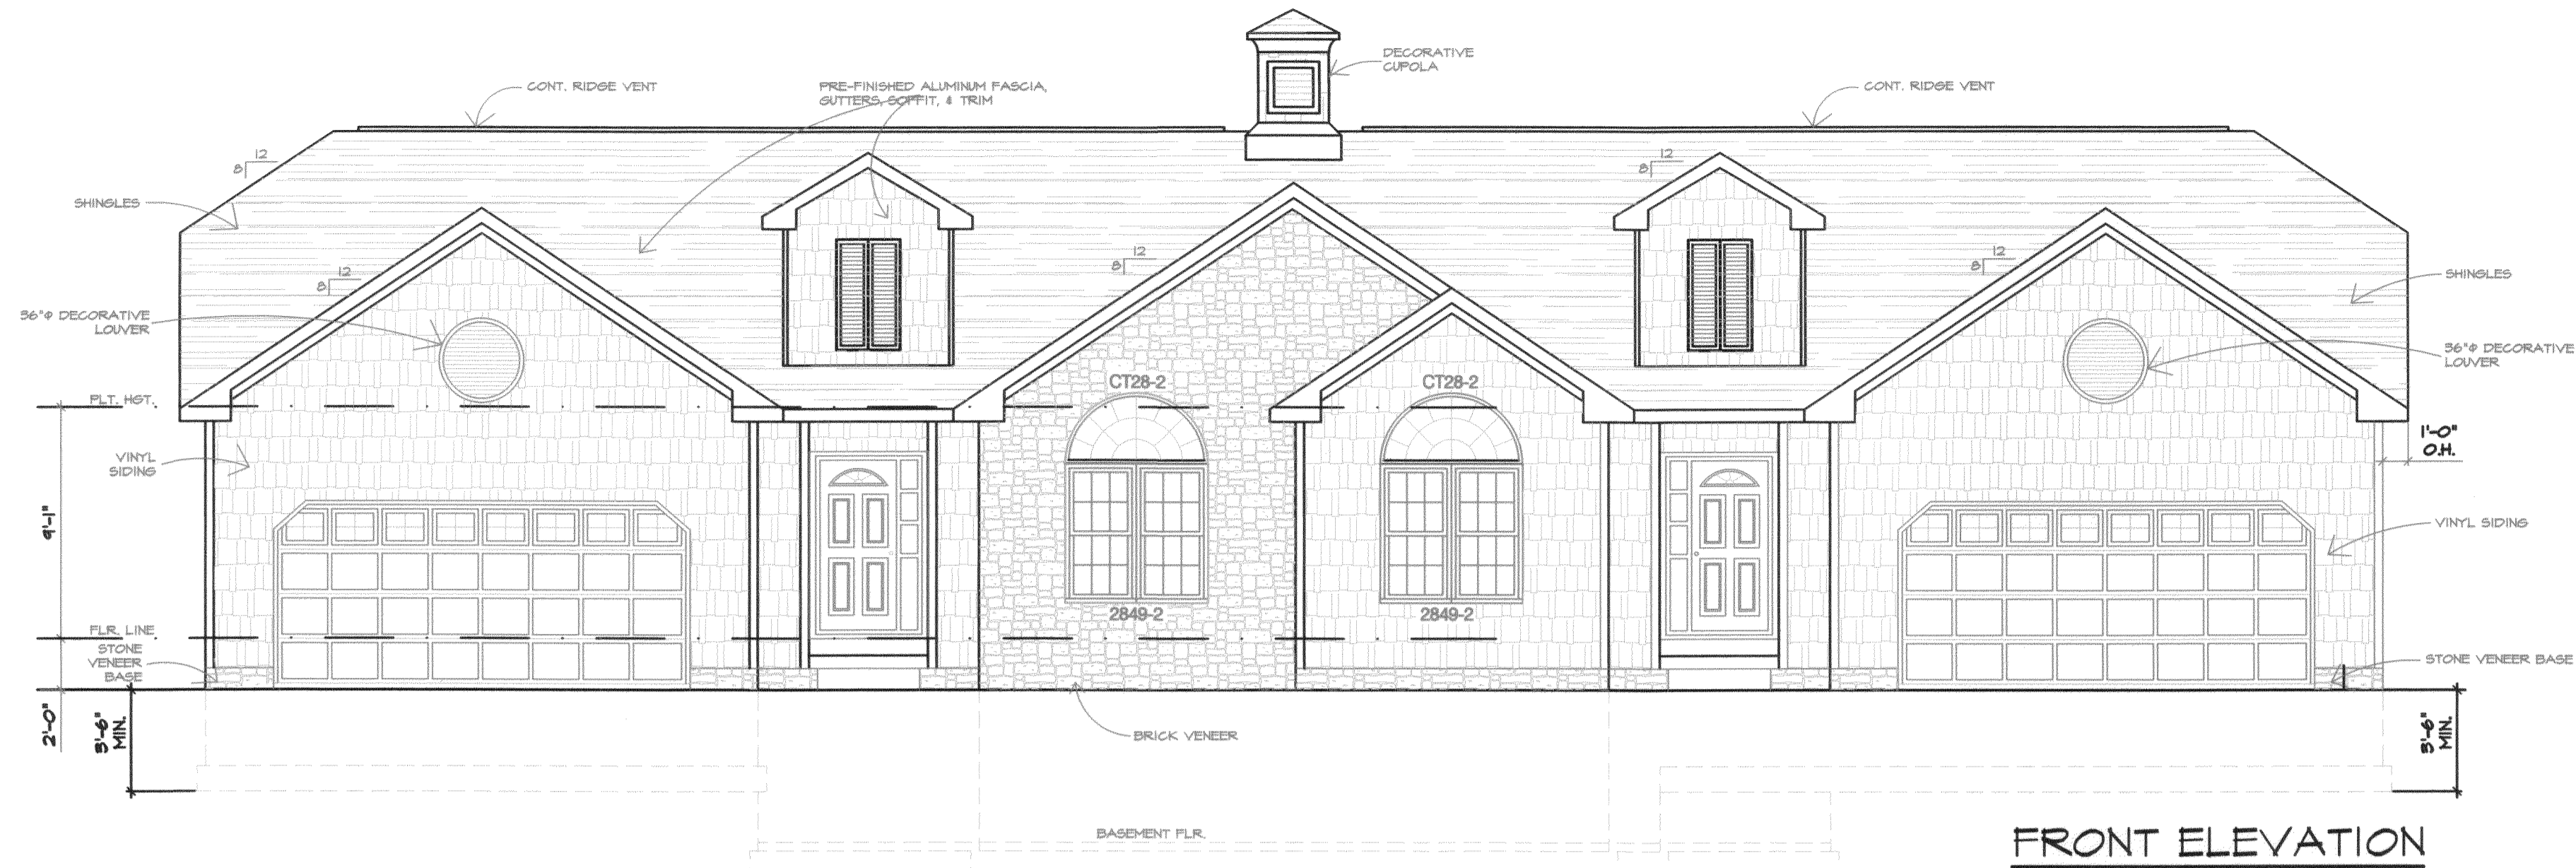 DECORATIVE
CUPOLA
CONT. RIDGE VENT
PRE-FINISHED ALUMINUM FASCIA,
GUTTERS, SOFFIT, & TRIM
CONT. RIDGE VENT
12
8
12
8
SHINGLES
12
8
12
8
12
8
SHINGLES
36"Φ DECORATIVE
LOUVER
36"Φ DECORATIVE
LOUVER
CT28-2
CT28-2
PLT. HGT.
1'-0"
O.H.
VINYL
SIDING
9'-1"
VINYL SIDING
2849-2
2849-2
FLR. LINE
STONE
VENEER
BASE
STONE VENEER BASE
2'-0"
3'-6"
MIN.
BRICK VENEER
3'-6"
MIN.
BASEMENT FLR.
FRONT ELEVATION